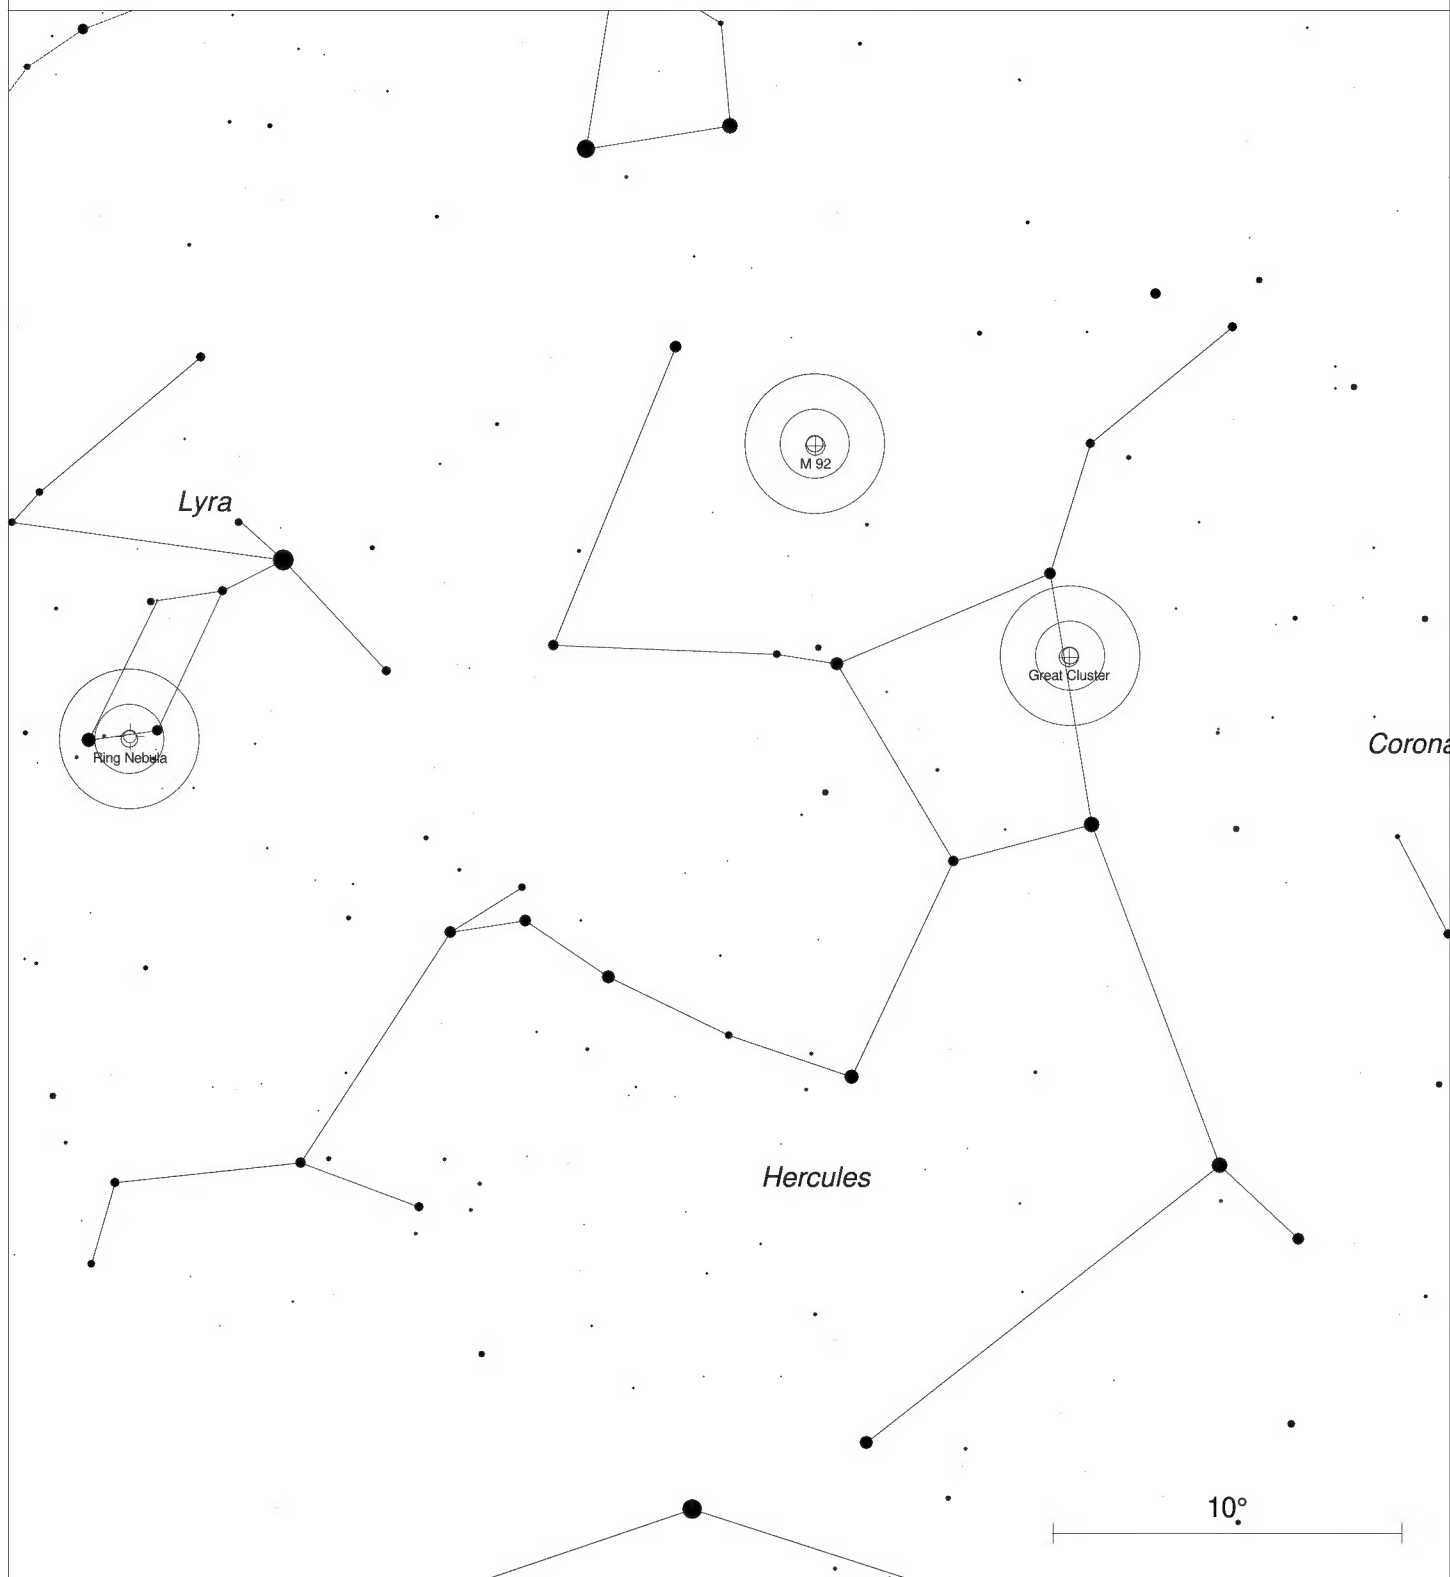 M 92
Lyra
Great Cluster
Corona
Ring Nebula
Hercules
10°